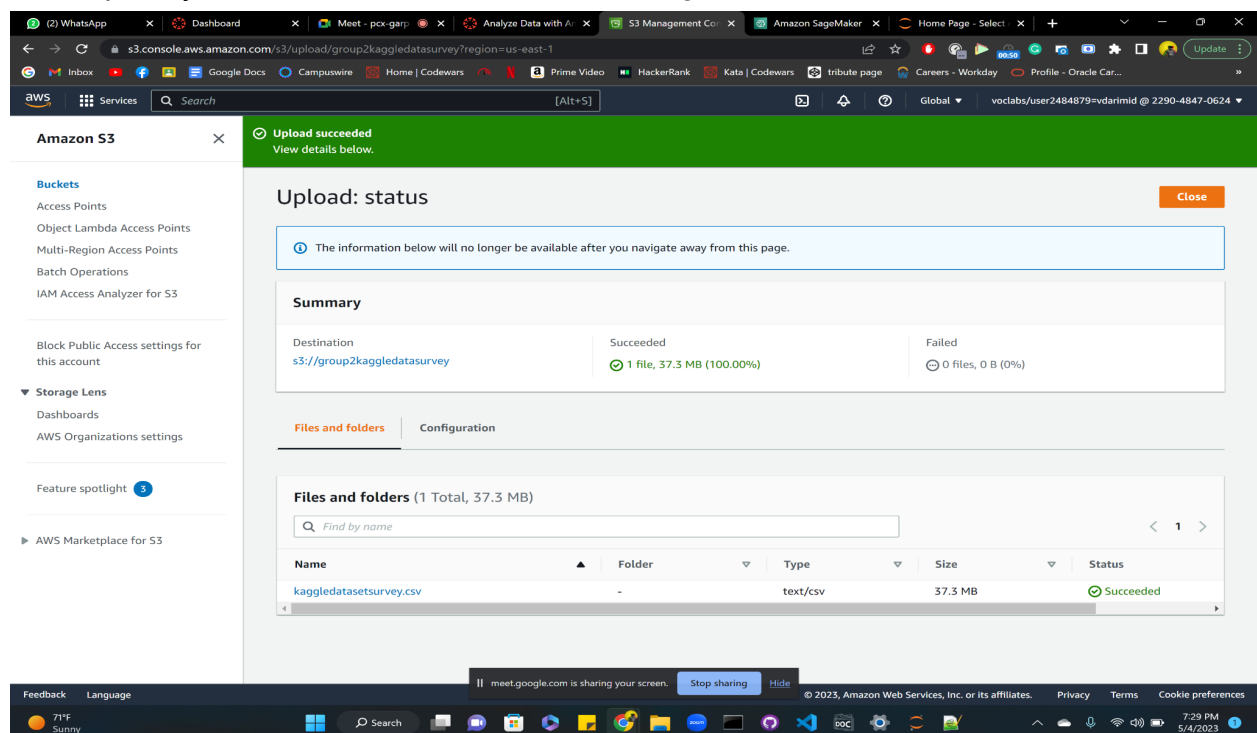 (2) WhatsApp
Dashboard
Meet - pcx-garp
Analyze Data with Ar
S3 Management Con
Amazon SageMaker
Home Page - Select
s3.console.aws.amazon.com/s3/upload/group2kaggledatasurvey?region=us-east-1
00:50
Update
Inbox
Google Docs
Campuswire
Home | Codewars
Prime Video
HackerRank
Kata | Codewars
tribute page
Careers - Workday
Profile - Oracle Car...
»
aws
Services
Search
[Alt+S]
Global
voclabs/user2484879=vdarimid @ 2290-4847-0624
Amazon S3
Upload succeeded
View details below.
Buckets
Access Points
Object Lambda Access Points
Multi-Region Access Points
Batch Operations
IAM Access Analyzer for S3
Block Public Access settings for
this account
Storage Lens
Dashboards
AWS Organizations settings
Feature spotlight 3
AWS Marketplace for S3
Upload: status
Close
The information below will no longer be available after you navigate away from this page.
Summary
Destination
s3://group2kaggledatasurvey
Succeeded
1 file, 37.3 MB (100.00%)
Failed
0 files, 0 B (0%)
Files and folders
Configuration
Files and folders (1 Total, 37.3 MB)
Find by name
1
Name Folder Type Size Status
kaggledatasetsurvey.csv - text/csv 37.3 MB Succeeded
meet.google.com is sharing your screen.
Stop sharing
Hide
Feedback Language
© 2023, Amazon Web Services, Inc. or its affiliates. Privacy Terms Cookie preferences
71°F
Sunny
Search
zoom
DOC
7:29 PM
5/4/2023
1